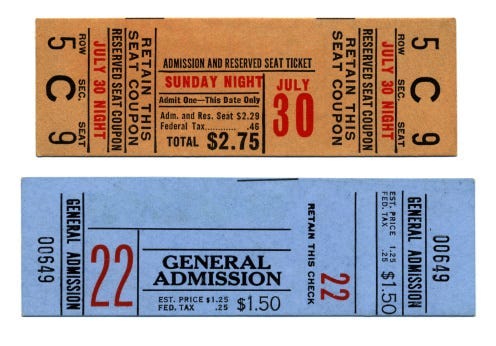 5 C 9
JULY 30 NIGHT
RESERVED SEAT COUPON
RETAIN THIS
SEAT COUPON
ADMISSION AND RESERVED SEAT TICKET
SUNDAY NIGHT
Admit One—This Date Only
Adm. and Res. Seat $2.29
Federal Tax............ .46
TOTAL $2.75
JULY
30
RETAIN THIS
SEAT COUPON
RESERVED SEAT COUPON
JULY 30 NIGHT
ROW SEC. SEAT
5 C 9
00649
GENERAL ADMISSION
22
GENERAL
ADMISSION
EST. PRICE $1.25
FED. TAX .25
$1.50
RETAIN THIS CHECK
22
EST. PRICE 1.25
FED. TAX .25
$1.50
GENERAL ADMISSION
00649